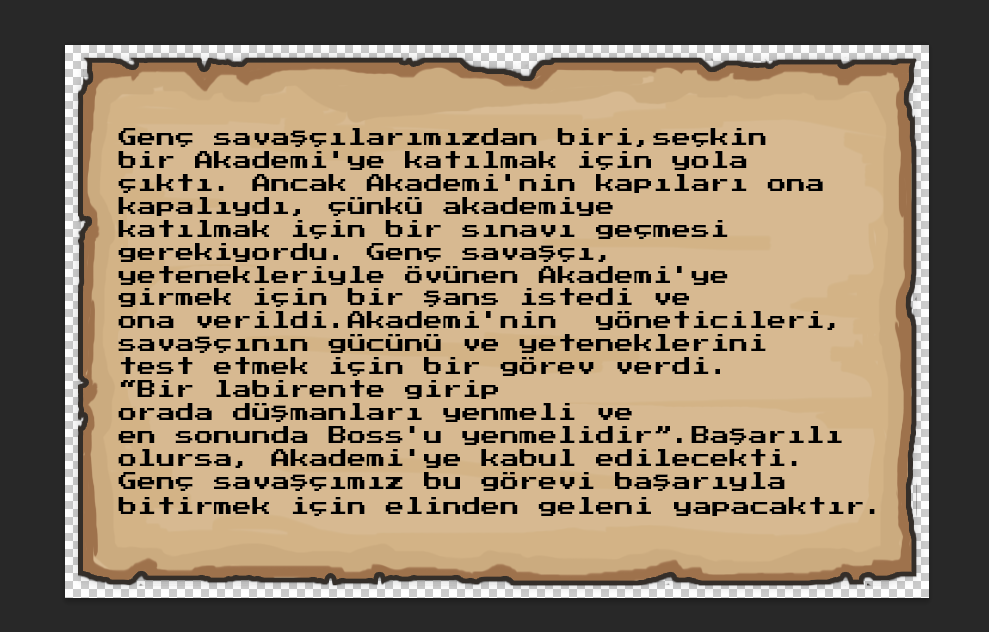 Genç savaşçılarımızdan biri,seçkin
bir Akademi'ye katılmak için yola
çıktı. Ancak Akademi'nin kapıları ona
kapalıydı, çünkü akademiye
katılmak için bir sınavı geçmesi
gerekiyordu. Genç savaşçı,
yetenekleriyle övünen Akademi'ye
girmek için bir şans istedi ve
ona verildi.Akademi'nin  yöneticileri,
savaşçının gücünü ve yeteneklerini
test etmek için bir görev verdi.
“Bir labirente girip
orada düşmanları yenmeli ve
en sonunda Boss'u yenmelidir”.Başarılı
olursa, Akademi'ye kabul edilecekti.
Genç savaşçımız bu görevi başarıyla
bitirmek için elinden geleni yapacaktır.